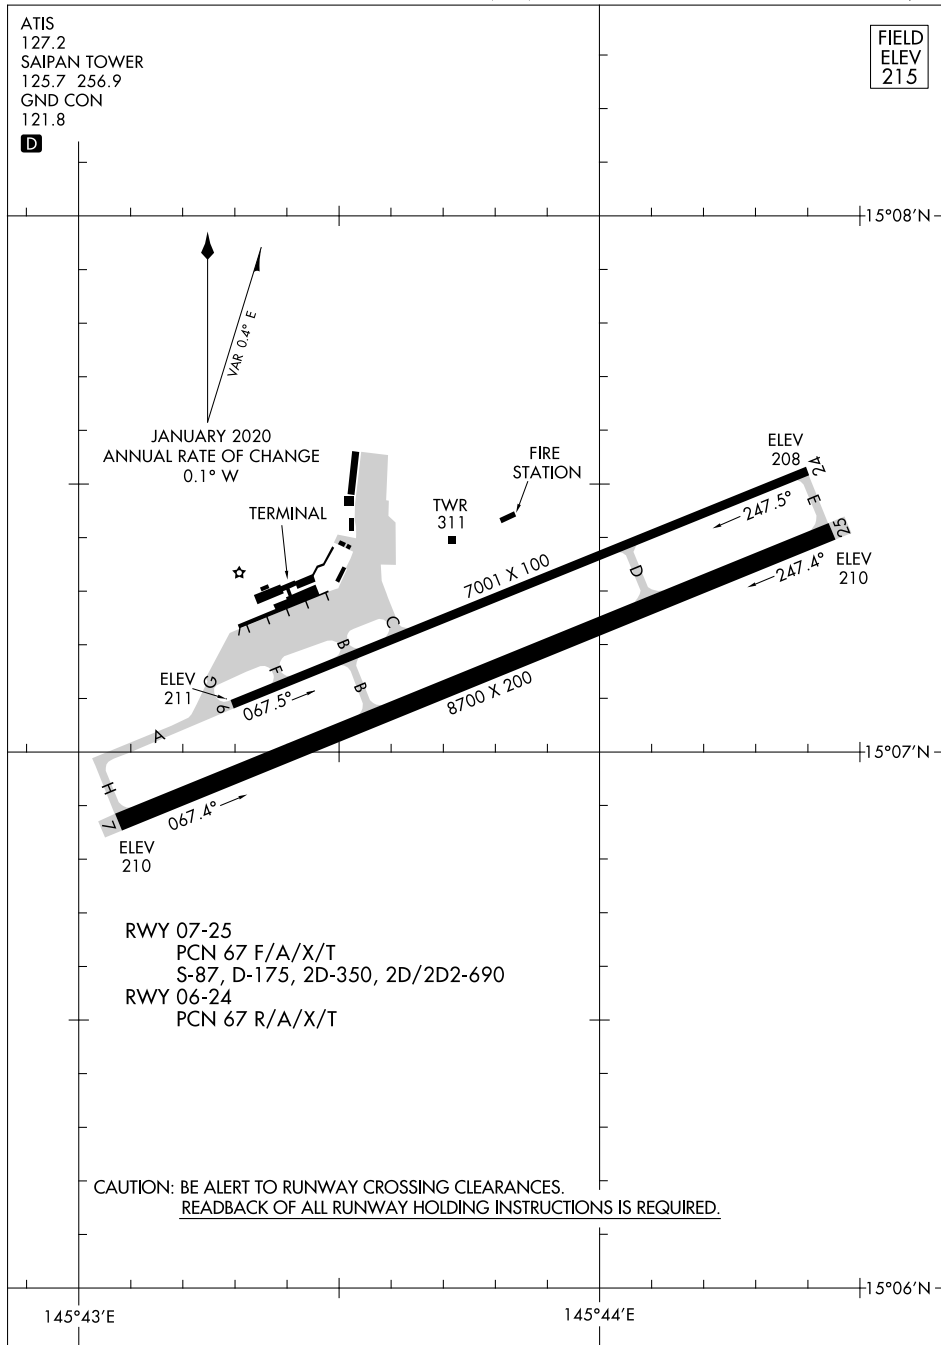 ATIS
127.2
SAIPAN TOWER
125.7 256.9
GND CON
121.8
D
FIELD
ELEV
215
15°08'N
VAR 0.4° E
JANUARY 2020
ANNUAL RATE OF CHANGE
0.1° W
FIRE
STATION
ELEV
208
24
TERMINAL
TWR
311
247.5°
E
25
ELEV
210
247.4°
7001 X 100
D
C
B
F
G
ELEV
211
6
067.5°
B
8700 X 200
A
15°07'N
H
7
067.4°
ELEV
210
RWY 07-25
PCN 67 F/A/X/T
S-87, D-175, 2D-350, 2D/2D2-690
RWY 06-24
PCN 67 R/A/X/T
CAUTION: BE ALERT TO RUNWAY CROSSING CLEARANCES.
READBACK OF ALL RUNWAY HOLDING INSTRUCTIONS IS REQUIRED.
15°06'N
145°43'E
145°44'E